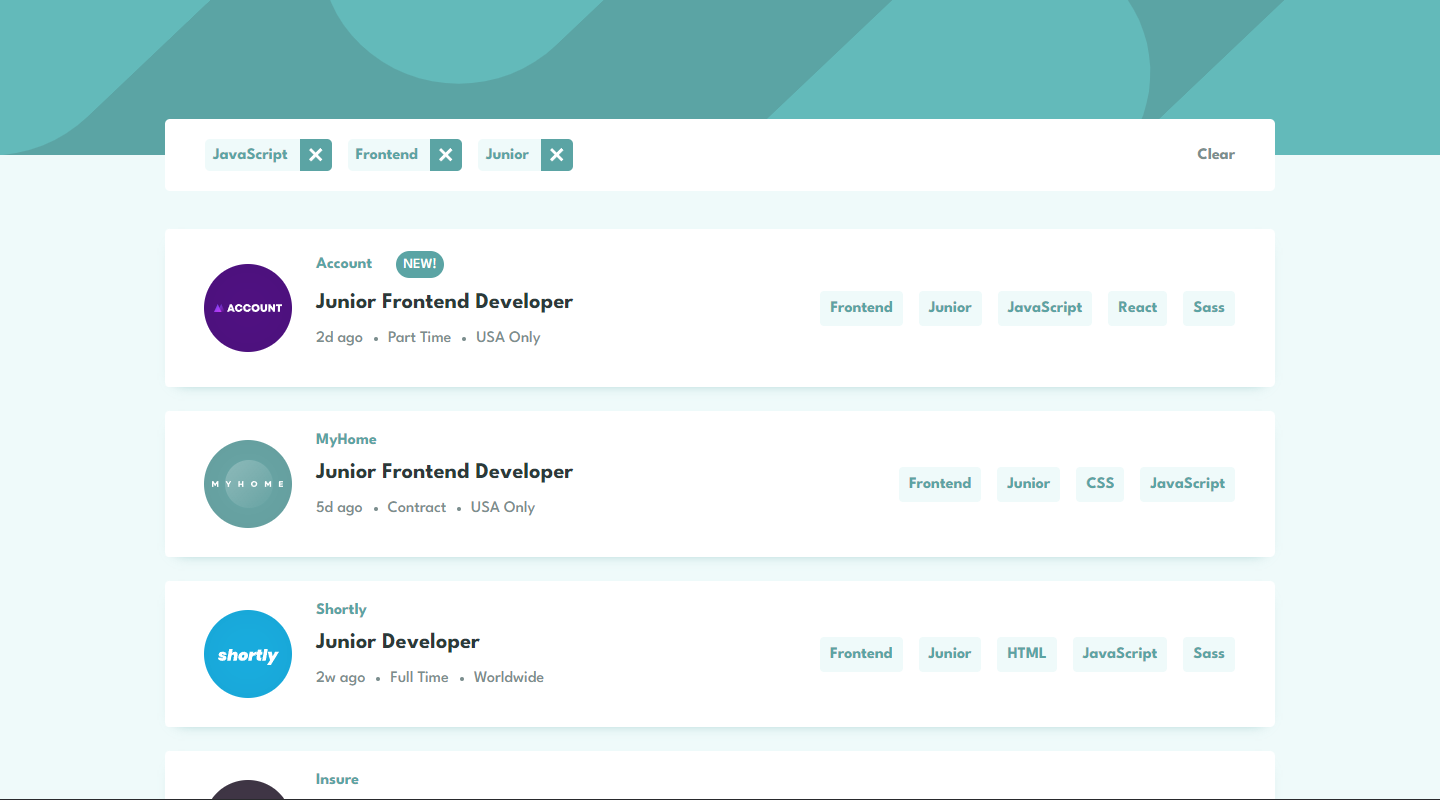 JavaScript Frontend Junior Clear
Account NEW!
ACCOUNT
Junior Frontend Developer
2d ago • Part Time • USA Only
Frontend Junior JavaScript React Sass
MyHome
MYHOME
Junior Frontend Developer
5d ago • Contract • USA Only
Frontend Junior CSS JavaScript
Shortly
shortly
Junior Developer
2w ago • Full Time • Worldwide
Frontend Junior HTML JavaScript Sass
Insure